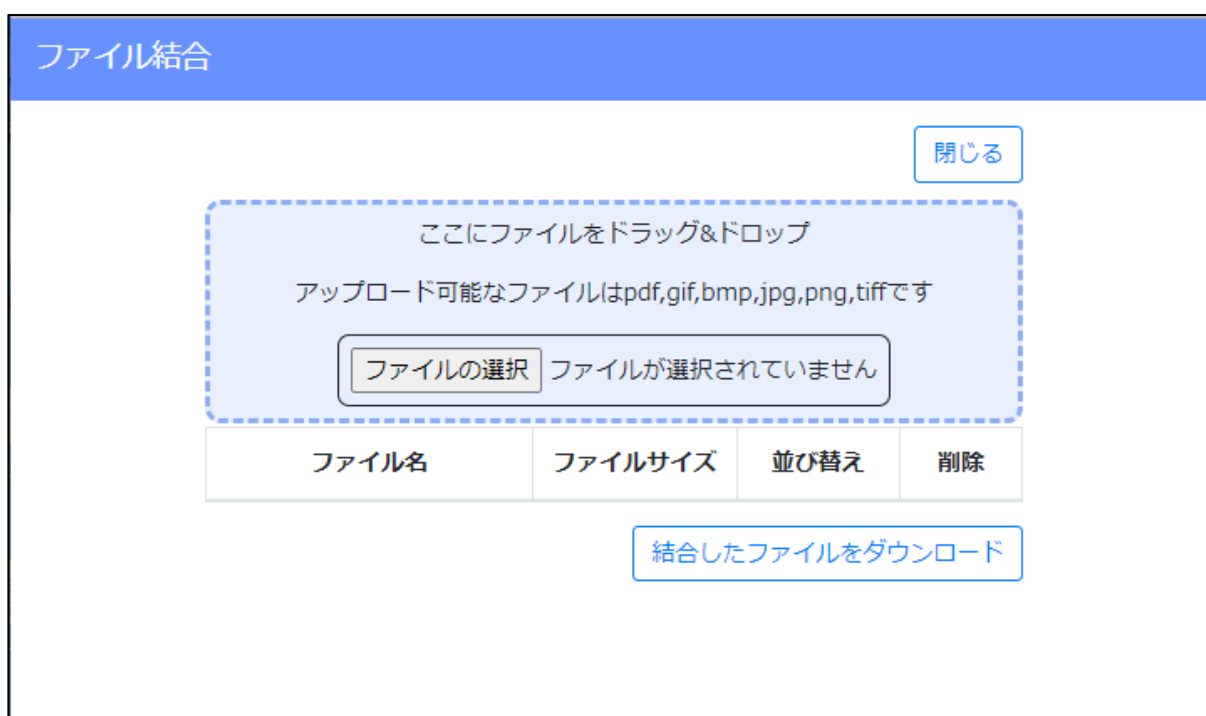 ファイル結合
閉じる
ここにファイルをドラッグ&ドロップ
アップロード可能なファイルはpdf,gif,bmp,jpg,png,tiffです
ファイルの選択 ファイルが選択されていません
ファイル名 ファイルサイズ 並び替え 削除
結合したファイルをダウンロード